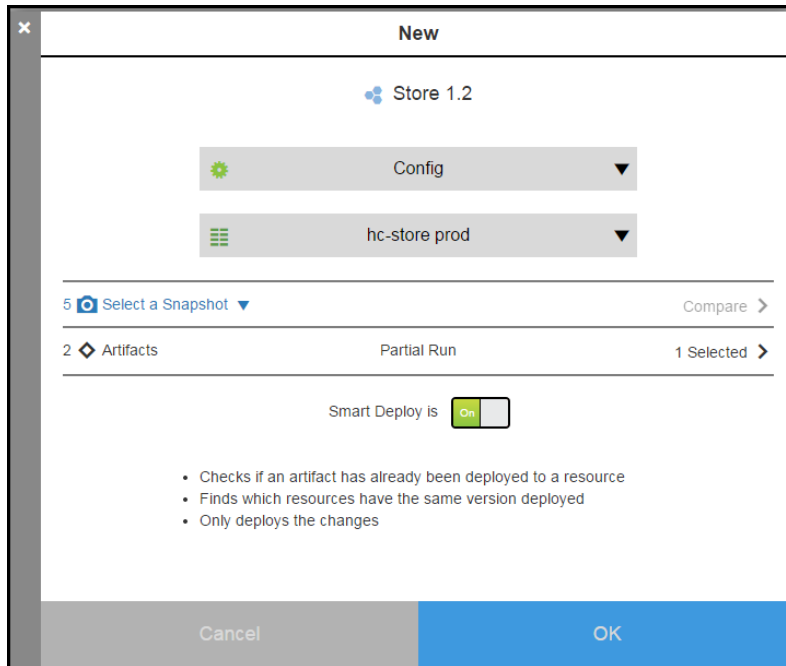 New
Store 1.2
Config
hc-store prod
5 Select a Snapshot Compare
2 Artifacts Partial Run 1 Selected
Smart Deploy is On
Checks if an artifact has already been deployed to a resource
Finds which resources have the same version deployed
Only deploys the changes
Cancel OK